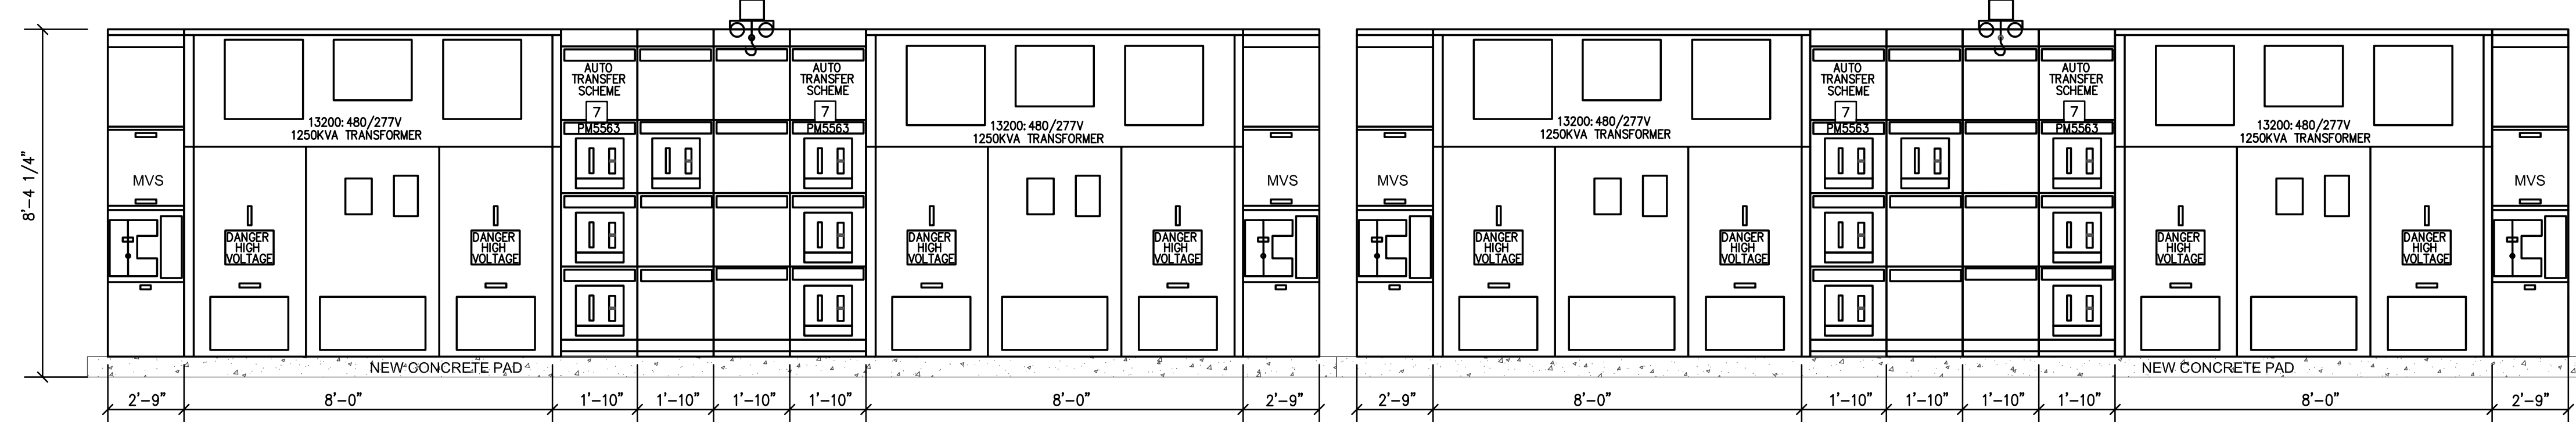 8'-4 1/4"
MVS
13200: 480/277V
1250KVA TRANSFORMER
DANGER
HIGH
VOLTAGE
DANGER
HIGH
VOLTAGE
AUTO
TRANSFER
SCHEME
7
PM5563
AUTO
TRANSFER
SCHEME
7
PM5563
13200: 480/277V
1250KVA TRANSFORMER
DANGER
HIGH
VOLTAGE
DANGER
HIGH
VOLTAGE
MVS
MVS
13200: 480/277V
1250KVA TRANSFORMER
DANGER
HIGH
VOLTAGE
DANGER
HIGH
VOLTAGE
AUTO
TRANSFER
SCHEME
7
PM5563
AUTO
TRANSFER
SCHEME
7
PM5563
13200: 480/277V
1250KVA TRANSFORMER
DANGER
HIGH
VOLTAGE
DANGER
HIGH
VOLTAGE
MVS
NEW CONCRETE PAD
NEW CONCRETE PAD
2'-9" 8'-0" 1'-10" 1'-10" 1'-10" 1'-10" 8'-0" 2'-9" 2'-9" 8'-0" 1'-10" 1'-10" 1'-10" 1'-10" 8'-0" 2'-9"